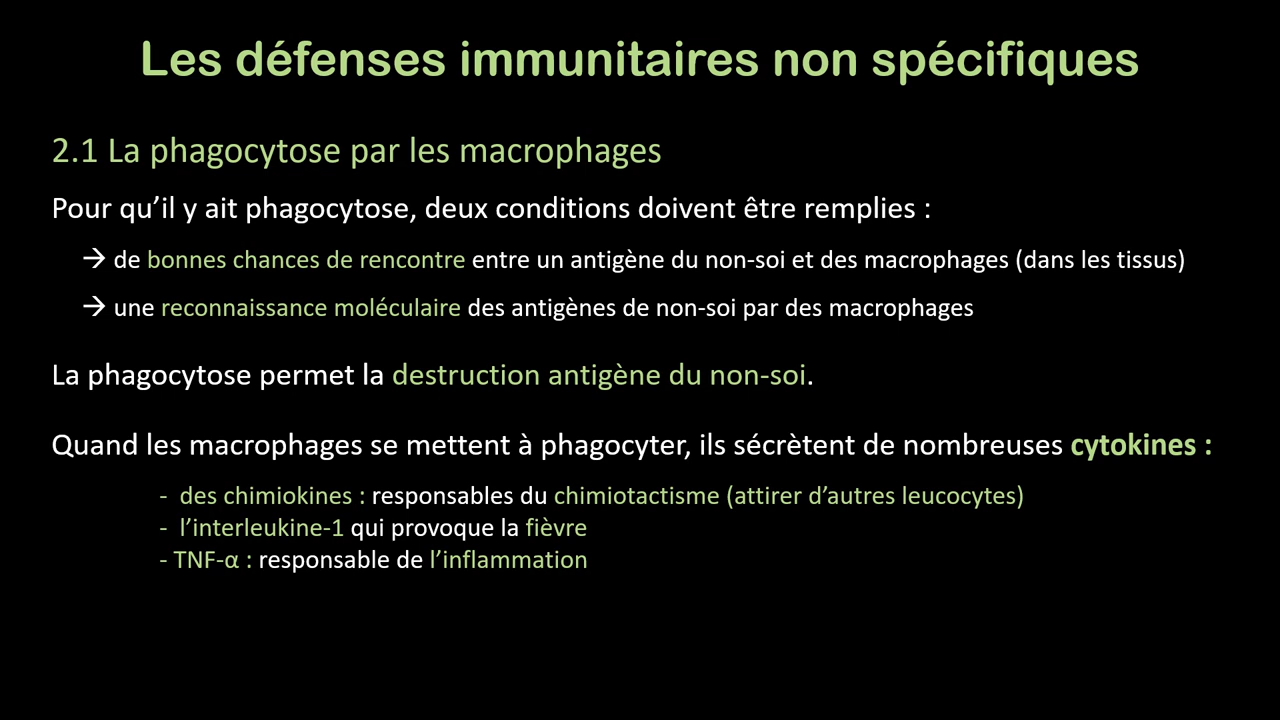 Les défenses immunitaires non spécifiques
2.1 La phagocytose par les macrophages
Pour qu’il y ait phagocytose, deux conditions doivent être remplies :
→ de bonnes chances de rencontre entre un antigène du non-soi et des macrophages (dans les tissus)
→ une reconnaissance moléculaire des antigènes de non-soi par des macrophages
La phagocytose permet la destruction antigène du non-soi.
Quand les macrophages se mettent à phagocyter, ils sécrètent de nombreuses cytokines :
- des chimiokines : responsables du chimiotactisme (attirer d’autres leucocytes)
- l’interleukine-1 qui provoque la fièvre
- TNF-α : responsable de l’inflammation